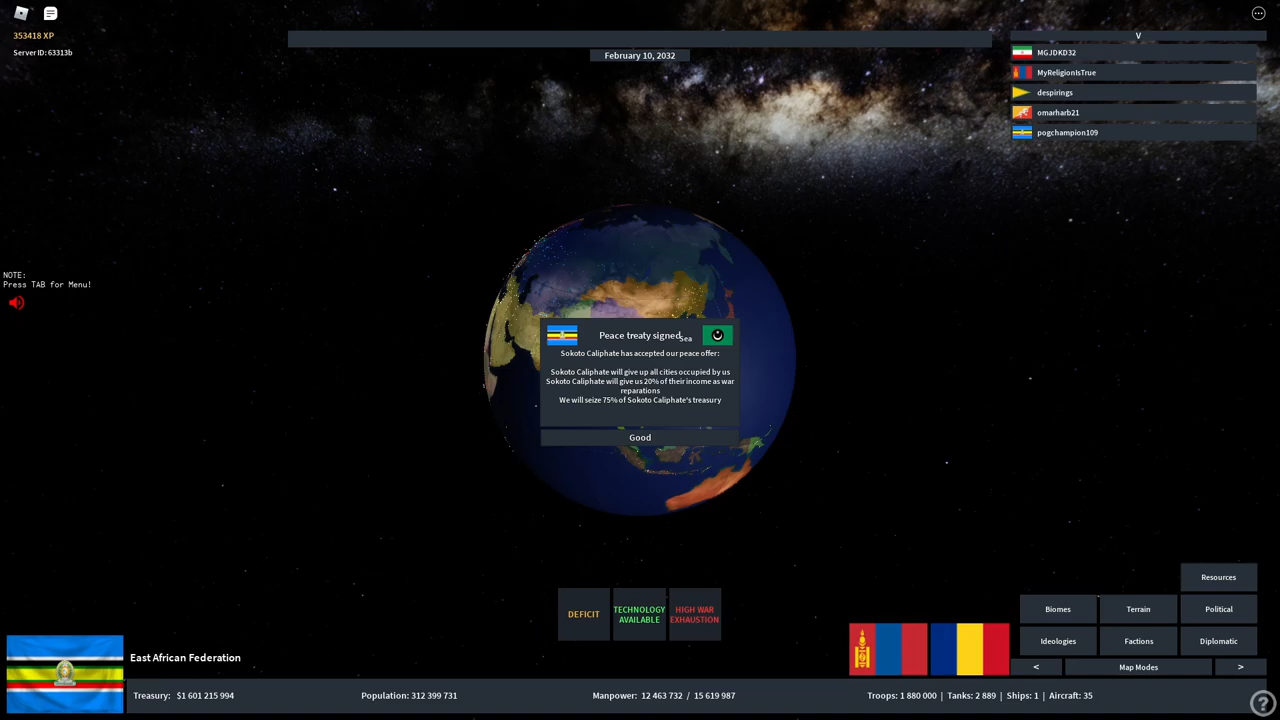 353418 XP
Server ID: 63313b
February 10, 2032
V
MGJDKD32
MyReligionIsTrue
despirings
omarharb21
pogchampion109
NOTE:
Press TAB for Menu!
Peace treaty signed
Sea
Sokoto Caliphate has accepted our peace offer:
Sokoto Caliphate will give up all cities occupied by us
Sokoto Caliphate will give us 20% of their income as war
reparations
We will seize 75% of Sokoto Caliphate's treasury
Good
DEFICIT
TECHNOLOGY
AVAILABLE
HIGH WAR
EXHAUSTION
Resources
Biomes
Terrain
Political
Ideologies
Factions
Diplomatic
<
Map Modes
>
East African Federation
Treasury: $1 601 215 994
Population: 312 399 731
Manpower: 12 463 732 / 15 619 987
Troops: 1 880 000 | Tanks: 2 889 | Ships: 1 | Aircraft: 35
?